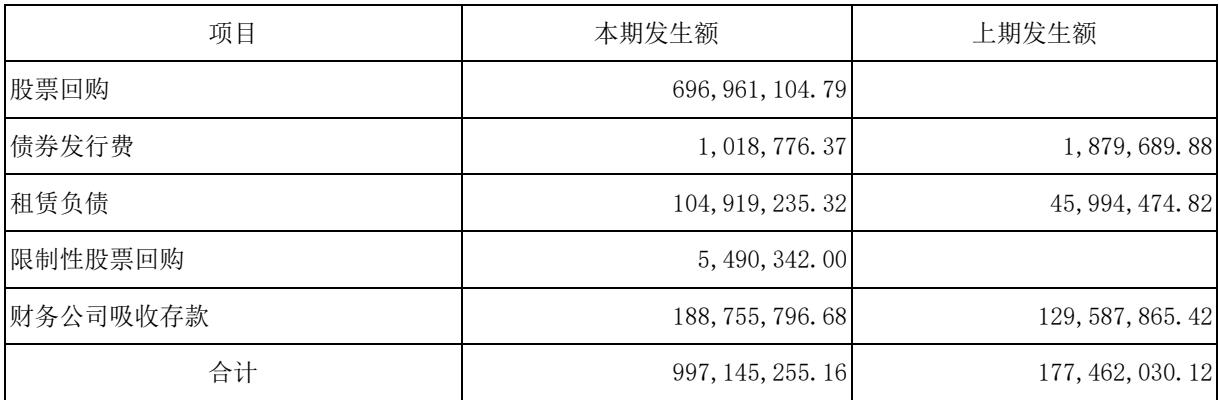 项目 本期发生额 上期发生额
股票回购 696,961,104.79
债券发行费 1,018,776.37 1,879,689.88
租赁负债 104,919,235.32 45,994,474.82
限制性股票回购 5,490,342.00
财务公司吸收存款 188,755,796.68 129,587,865.42
合计 997,145,255.16 177,462,030.12